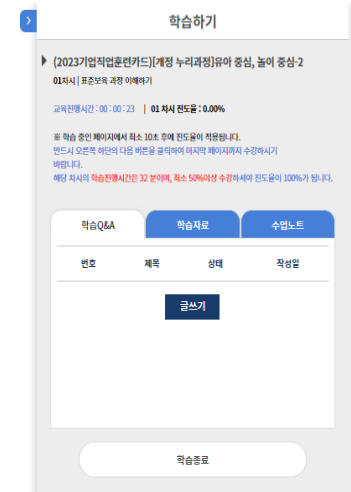 학습하기
(2023기업직업훈련카드)[개정 누리과정]유아 중심, 놀이 중심-2
01차시 | 표준보육 과정 이해하기
교육진행시간 : 00 : 00 : 23 | 01 차시 진도율 : 0.00%
※ 학습 중인 페이지에서 최소 10초 후에 진도율이 적용됩니다.
반드시 오른쪽 하단의 다음 버튼을 클릭하여 마지막 페이지까지 수강하시기
바랍니다.
해당 차시의 학습진행시간은 32 분이며, 최소 50%이상 수강하셔야 진도율이 100%가 됩니다.
학습Q&A 학습자료 수업노트
번호 제목 상태 작성일
글쓰기
학습종료